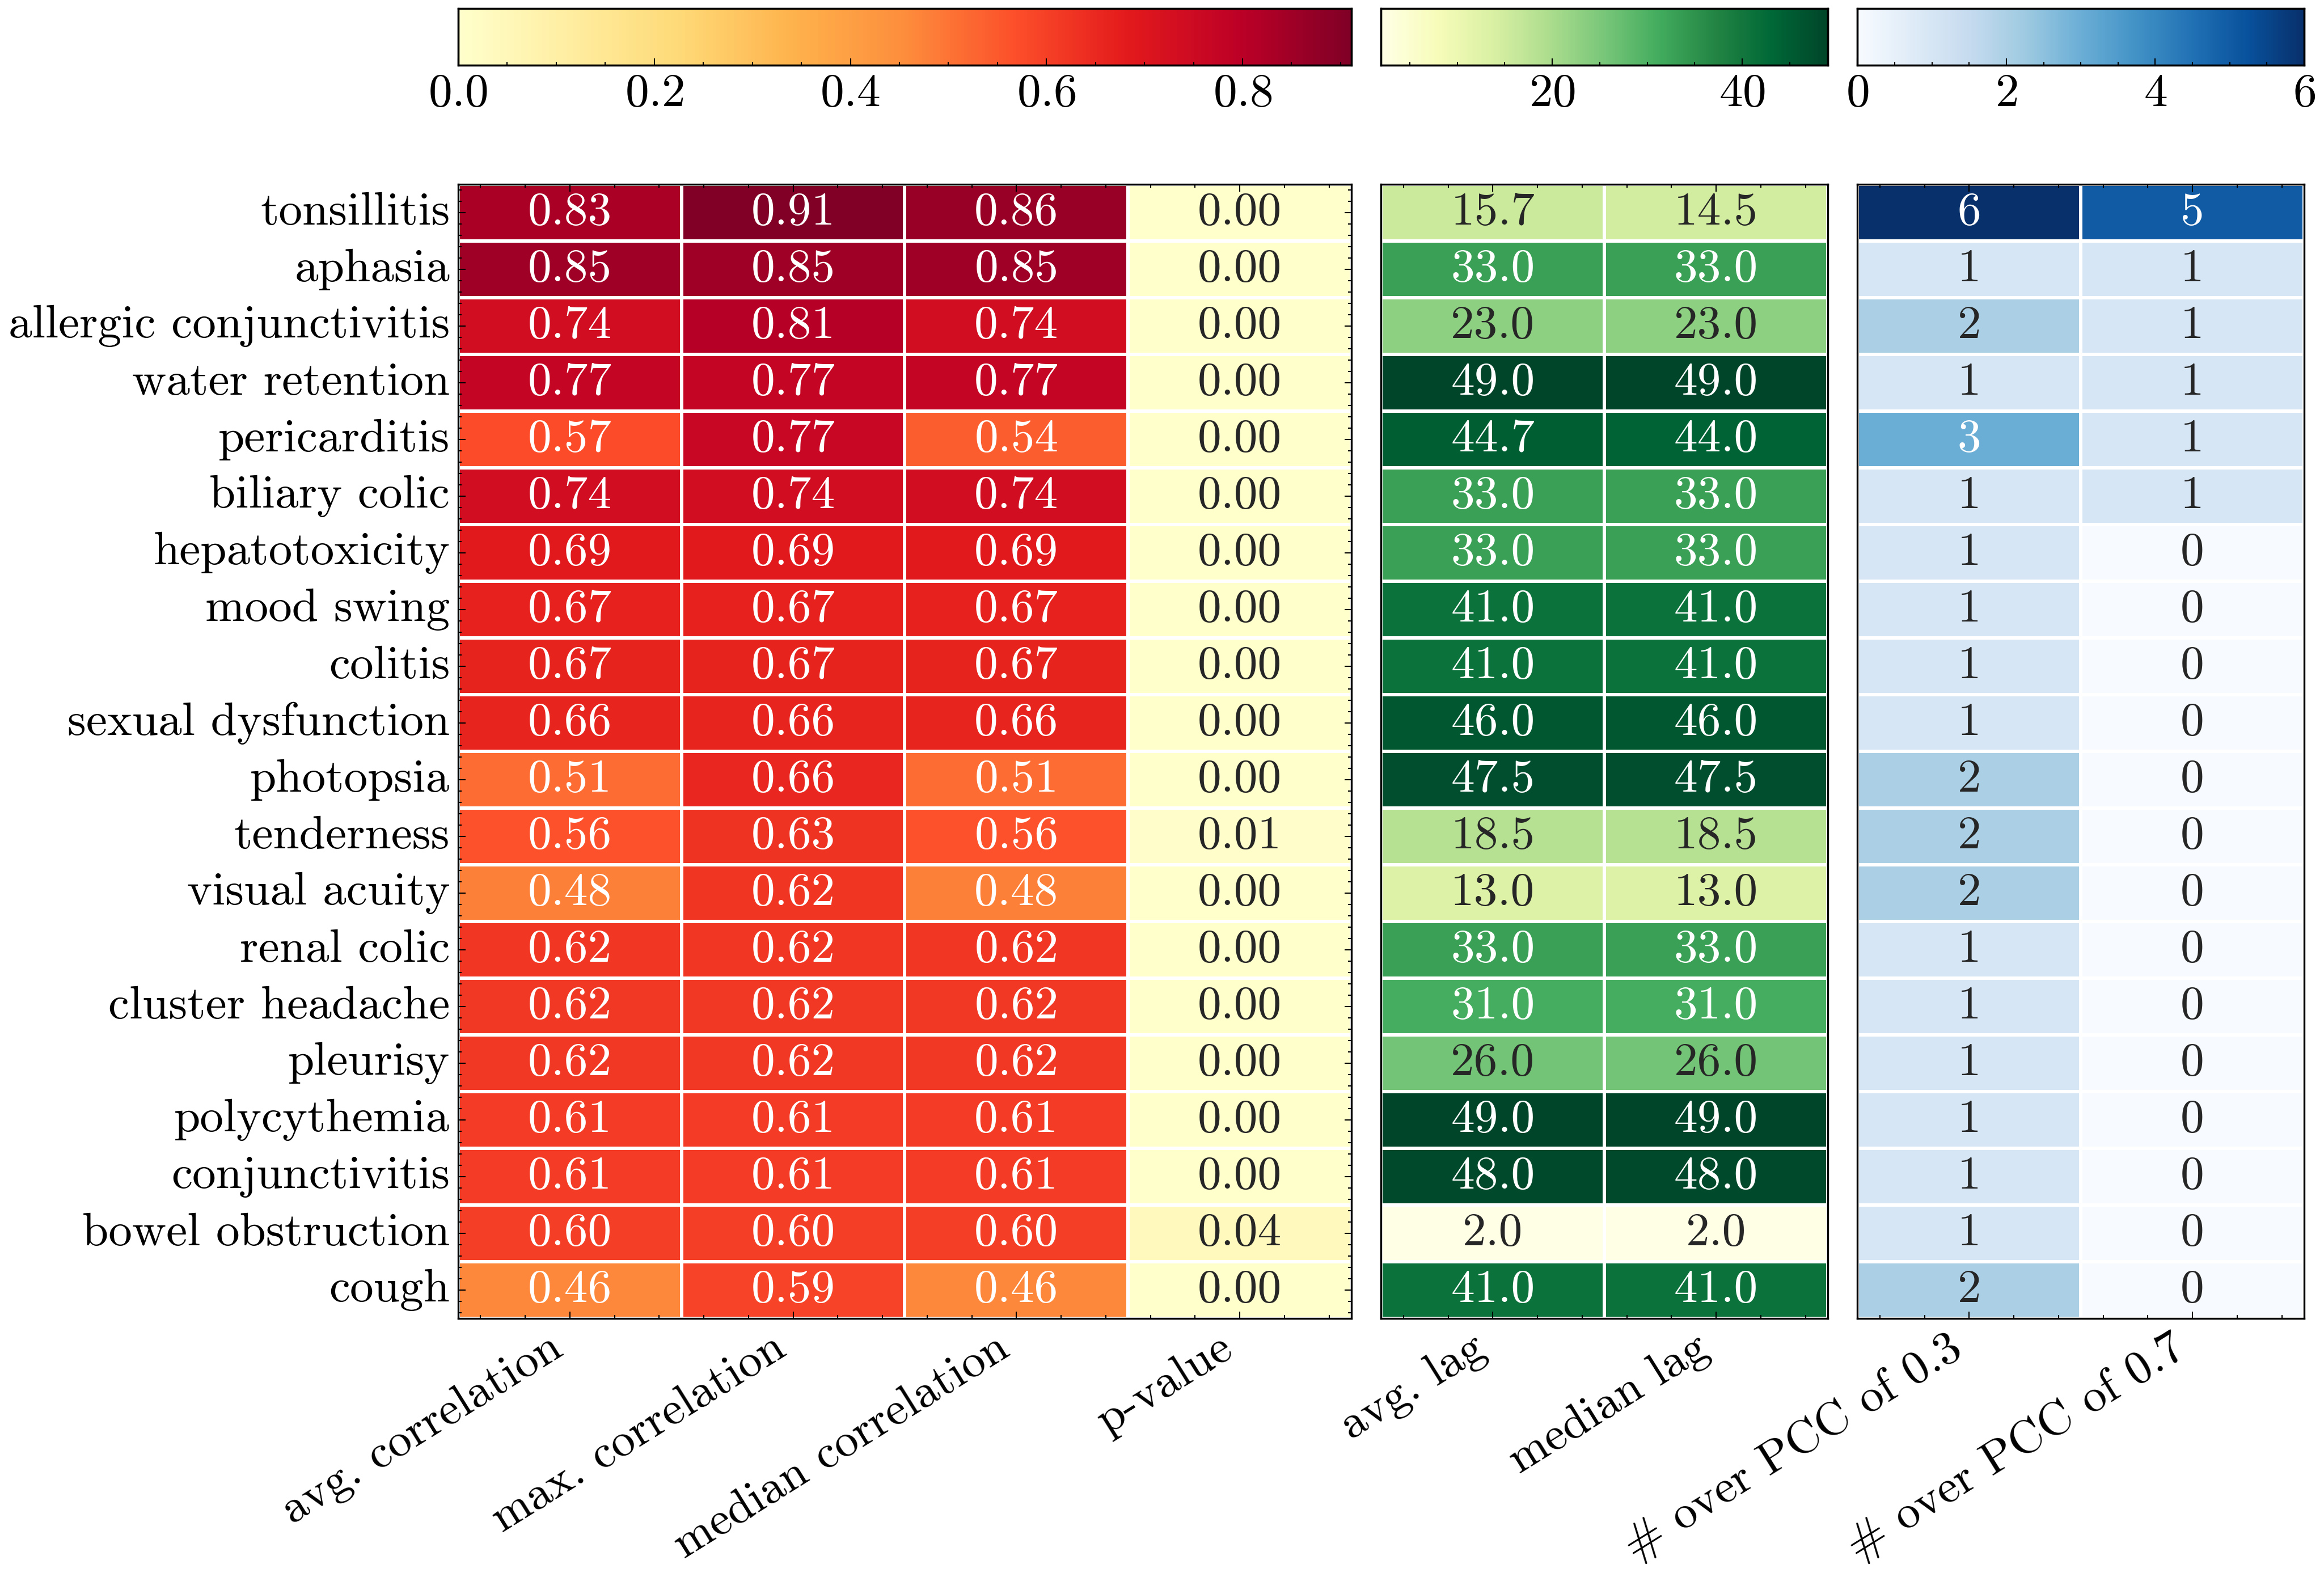 0.0 0.2 0.4 0.6 0.8 20 40 0 2 4 6
tonsillitis 0.83 0.91 0.86 0.00 15.7 14.5 6 5
aphasia 0.85 0.85 0.85 0.00 33.0 33.0 1 1
allergic conjunctivitis 0.74 0.81 0.74 0.00 23.0 23.0 2 1
water retention 0.77 0.77 0.77 0.00 49.0 49.0 1 1
pericarditis 0.57 0.77 0.54 0.00 44.7 44.0 3 1
biliary colic 0.74 0.74 0.74 0.00 33.0 33.0 1 1
hepatotoxicity 0.69 0.69 0.69 0.00 33.0 33.0 1 0
mood swing 0.67 0.67 0.67 0.00 41.0 41.0 1 0
colitis 0.67 0.67 0.67 0.00 41.0 41.0 1 0
sexual dysfunction 0.66 0.66 0.66 0.00 46.0 46.0 1 0
photopsia 0.51 0.66 0.51 0.00 47.5 47.5 2 0
tenderness 0.56 0.63 0.56 0.01 18.5 18.5 2 0
visual acuity 0.48 0.62 0.48 0.00 13.0 13.0 2 0
renal colic 0.62 0.62 0.62 0.00 33.0 33.0 1 0
cluster headache 0.62 0.62 0.62 0.00 31.0 31.0 1 0
pleurisy 0.62 0.62 0.62 0.00 26.0 26.0 1 0
polycythemia 0.61 0.61 0.61 0.00 49.0 49.0 1 0
conjunctivitis 0.61 0.61 0.61 0.00 48.0 48.0 1 0
bowel obstruction 0.60 0.60 0.60 0.04 2.0 2.0 1 0
cough 0.46 0.59 0.46 0.00 41.0 41.0 2 0
avg. correlation
max. correlation
median correlation
p-value
avg. lag
median lag
# over PCC of 0.3
# over PCC of 0.7